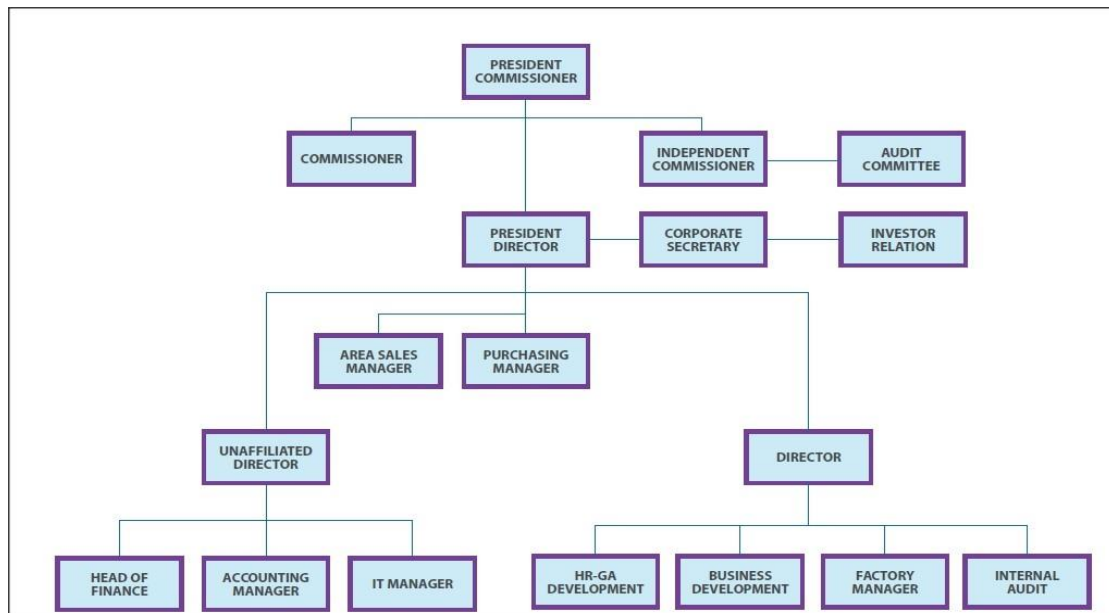 PRESIDENT
COMMISSIONER
COMMISSIONER
INDEPENDENT
COMMISSIONER
AUDIT
COMMITTEE
PRESIDENT
DIRECTOR
CORPORATE
SECRETARY
INVESTOR
RELATION
AREA SALES
MANAGER
PURCHASING
MANAGER
UNAFFILIATED
DIRECTOR
DIRECTOR
HEAD OF
FINANCE
ACCOUNTING
MANAGER
IT MANAGER
HR-GA
DEVELOPMENT
BUSINESS
DEVELOPMENT
FACTORY
MANAGER
INTERNAL
AUDIT